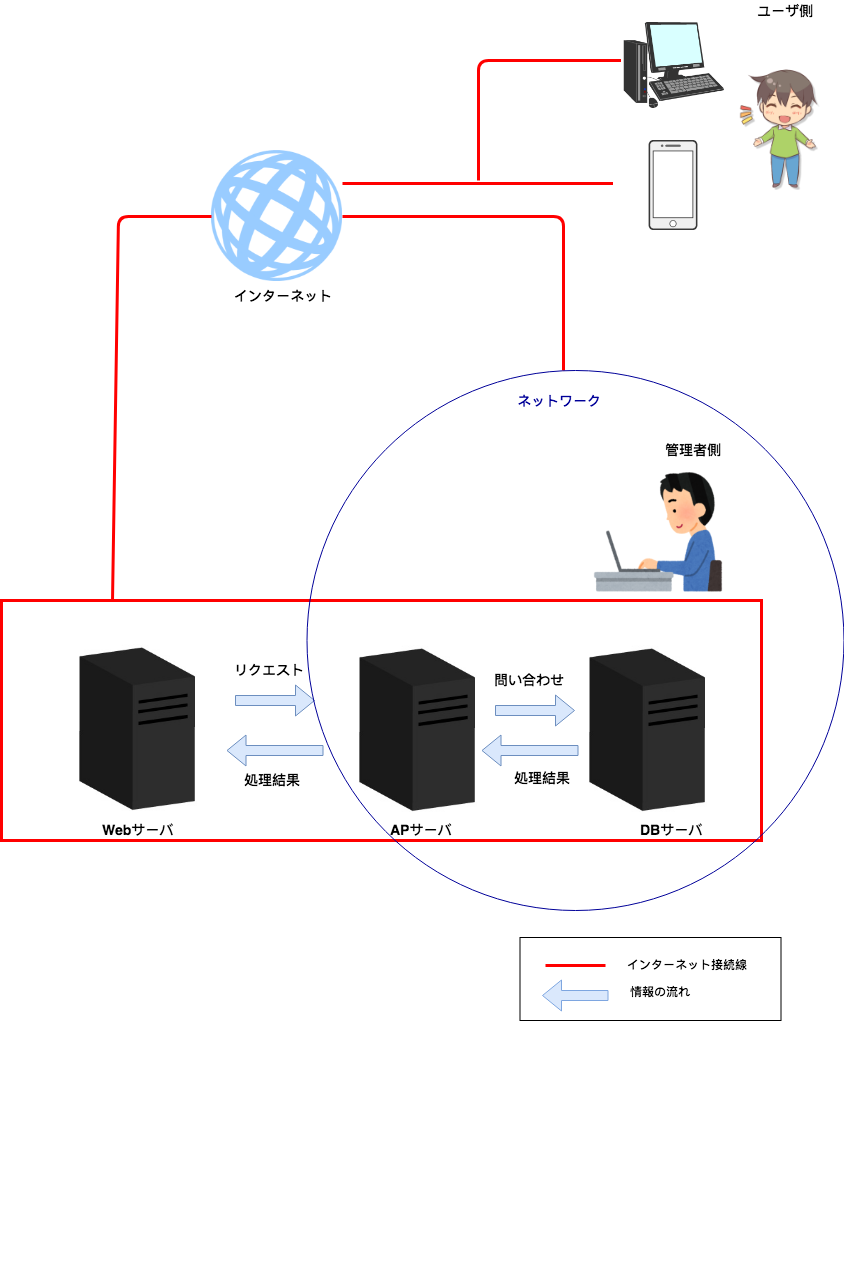 ユーザ側
インターネット
ネットワーク
管理者側
リクエスト
問い合わせ
処理結果
処理結果
Webサーバ
APサーバ
DBサーバ
インターネット接続線
情報の流れ